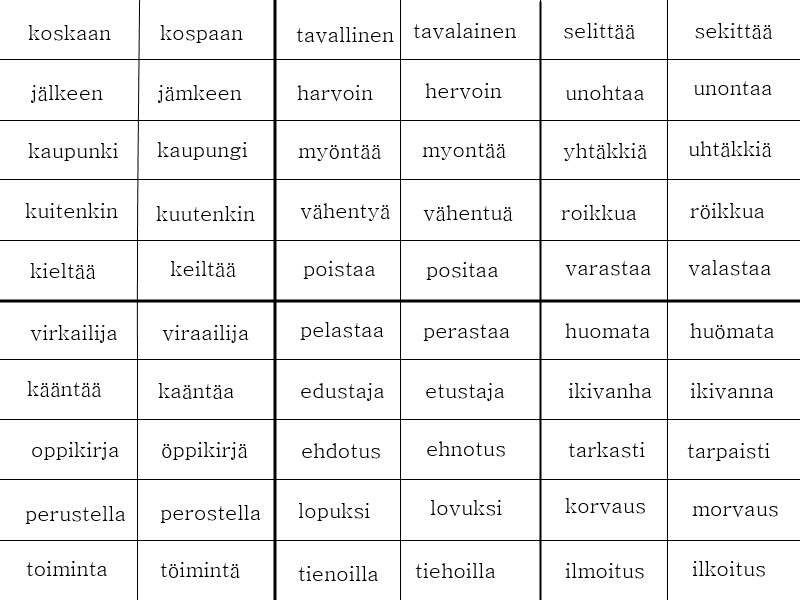 koskaan kospaan tavallinen tavalainen selittää sekittää
jälkeen jämkeen harvoin hervoin unohtaa unontaa
kaupunki kaupungi myöntää myontää yhtäkkiä uhtäkkiä
kuitenkin kuutenkin vähentyä vähentuä roikkua röikkua
kieltää keiltää poistaa positaa varastaa valastaa
virkailija viraailija pelastaa perastaa huomata huömata
kääntää kaäntäa edustaja etustaja ikivanha ikivanna
oppikirja öppikirjä ehdotus ehnotus tarkasti tarpaisti
perustella perostella lopuksi lovuksi korvaus morvaus
toiminta töimintä tienoilla tiehoilla ilmoitus ilkoitus